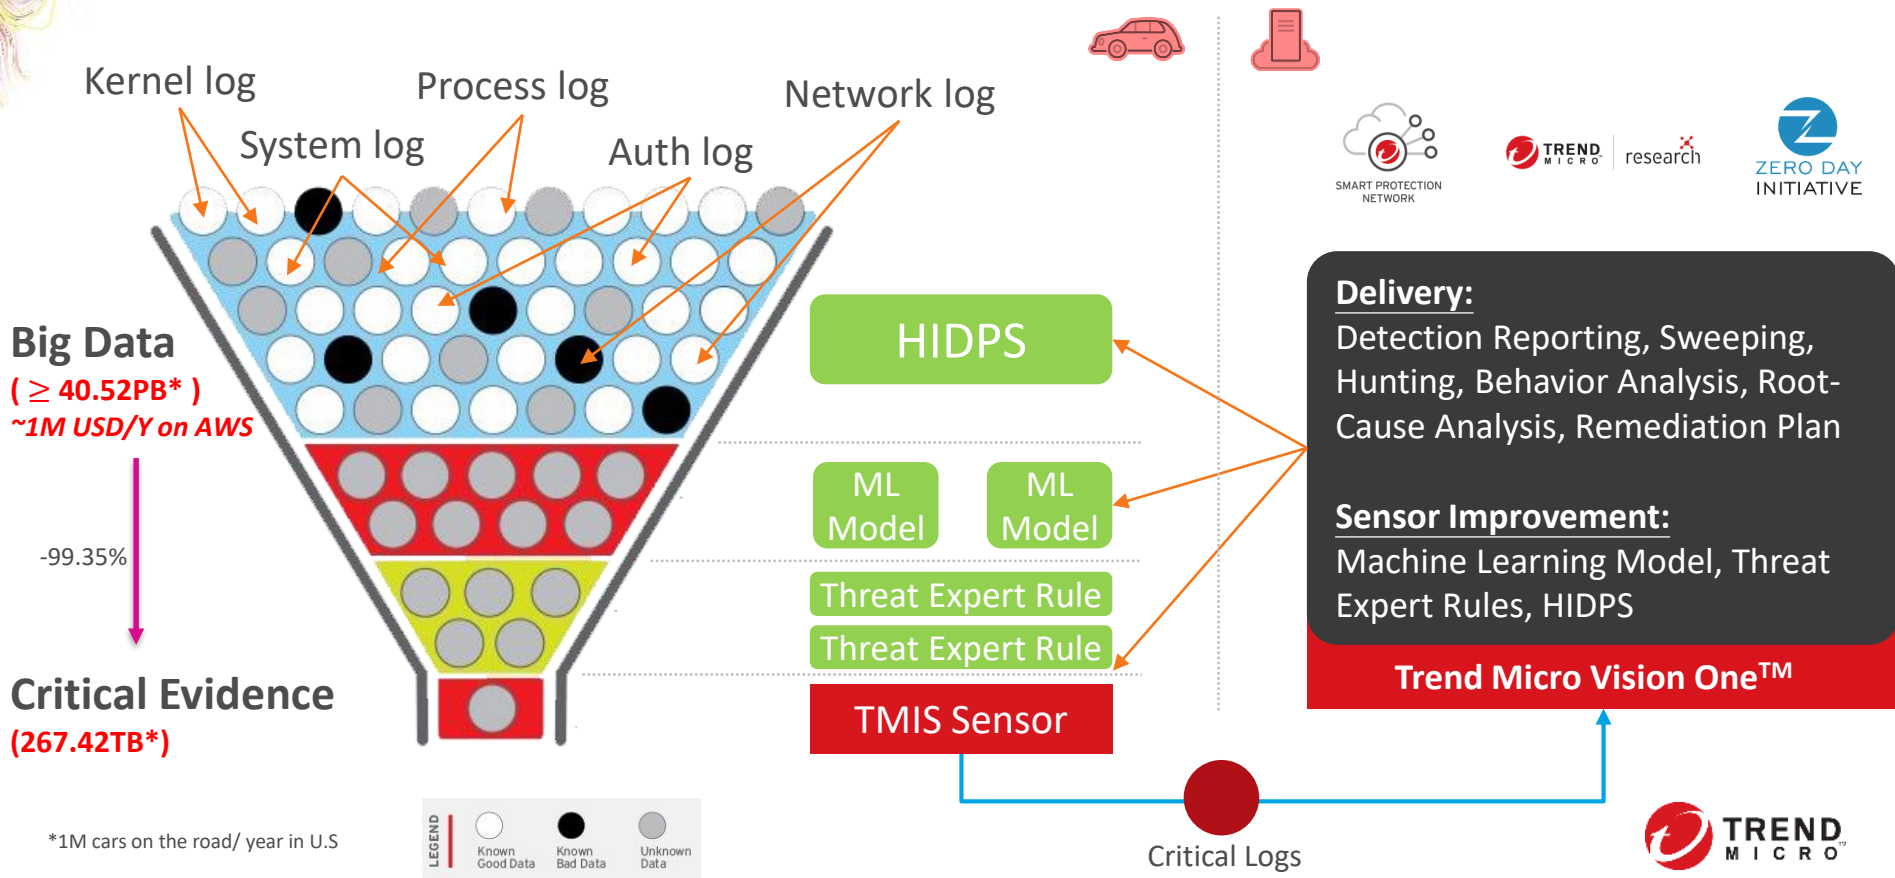 Kernel log
Process log
Network log
System log
Auth log
Big Data
( ≥ 40.52PB* )
~1M USD/Y on AWS
-99.35%
Critical Evidence
(267.42TB*)
*1M cars on the road/ year in U.S
LEGEND
Known
Good Data
Known
Bad Data
Unknown
Data
HIDPS
ML
Model
ML
Model
Threat Expert Rule
Threat Expert Rule
TMIS Sensor
Critical Logs
SMART PROTECTION
NETWORK
TREND
MICRO™
research
ZERO DAY
INITIATIVE
Delivery:
Detection Reporting, Sweeping,
Hunting, Behavior Analysis, Root-
Cause Analysis, Remediation Plan
Sensor Improvement:
Machine Learning Model, Threat
Expert Rules, HIDPS
Trend Micro Vision One™
TREND
MICRO™